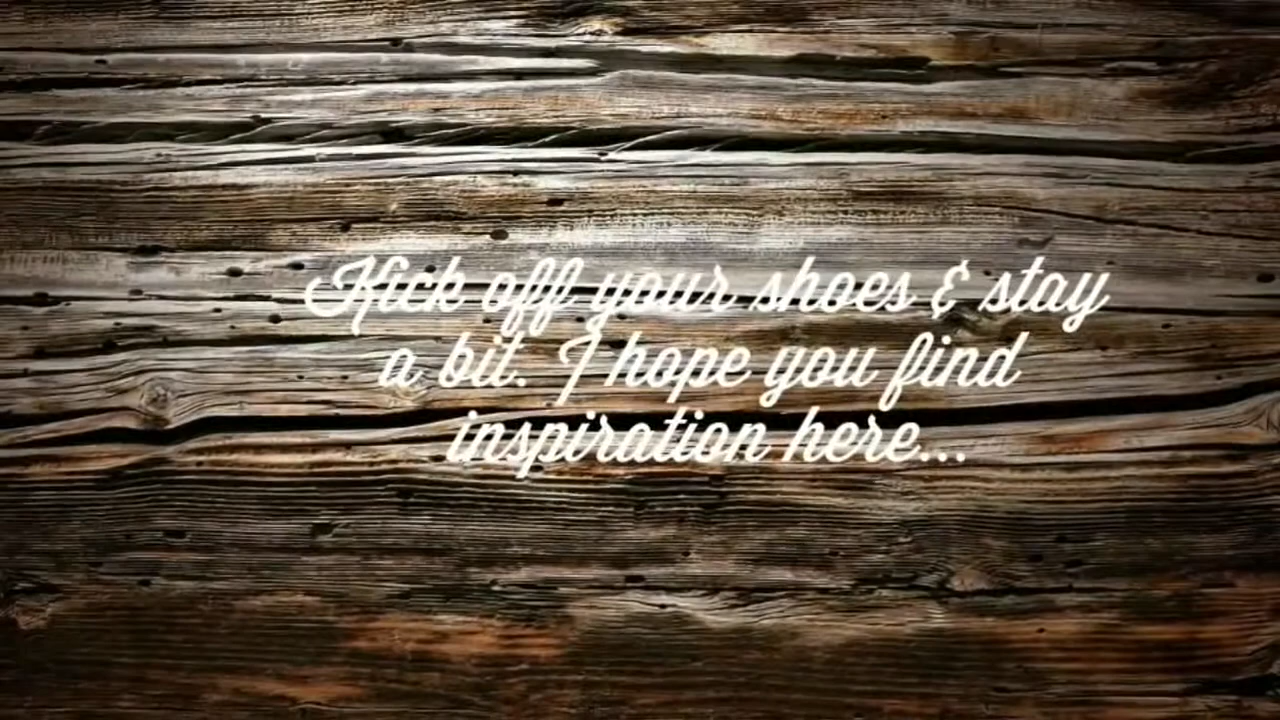 Kick off your shoes & stay
a bit. I hope you find
inspiration here...